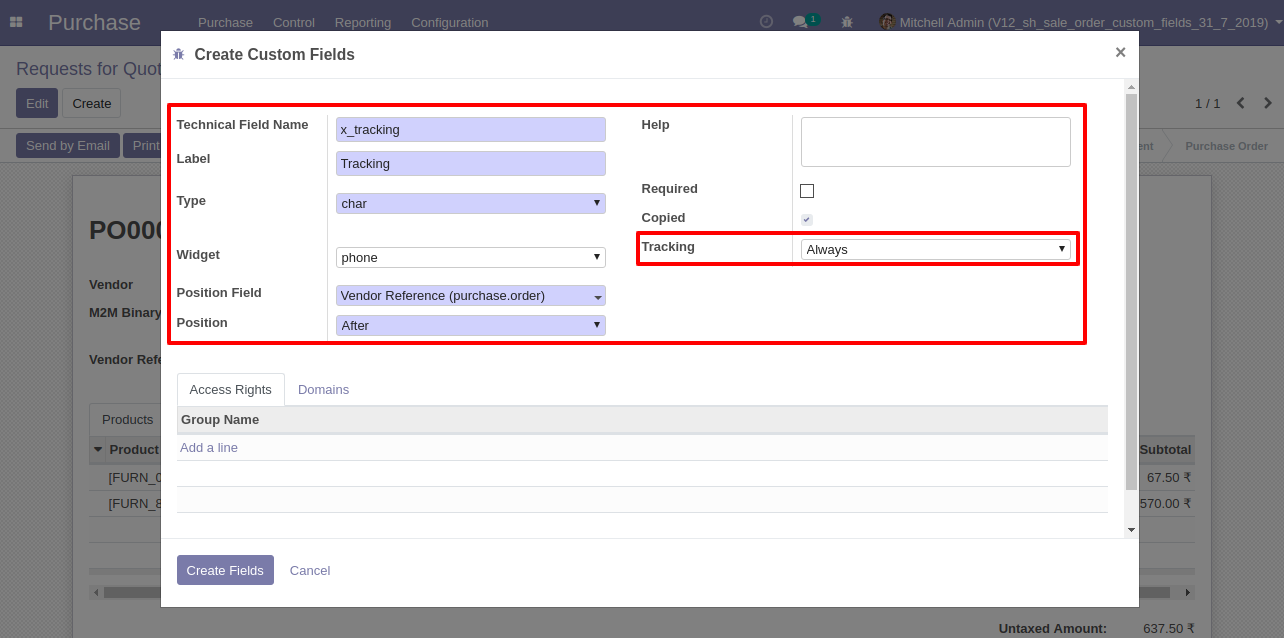 Purchase Purchase Control Reporting Configuration 1 Mitchell Admin (V12_sh_sale_order_custom_fields_31_7_2019)
Requests for Quot
Edit Create
1 / 1
Send by Email Print
ent Purchase Order
PO000
Vendor
M2M Binary
Vendor Refe
Products
Product Subtotal
[FURN_0 67.50 ₹
[FURN_8 570.00 ₹
Untaxed Amount: 637.50 ₹
Create Custom Fields ×
Technical Field Name x_tracking
Label Tracking
Type char
Widget phone
Position Field Vendor Reference (purchase.order)
Position After
Help
Required
Copied
Tracking Always
Access Rights Domains
Group Name
Add a line
Create Fields Cancel